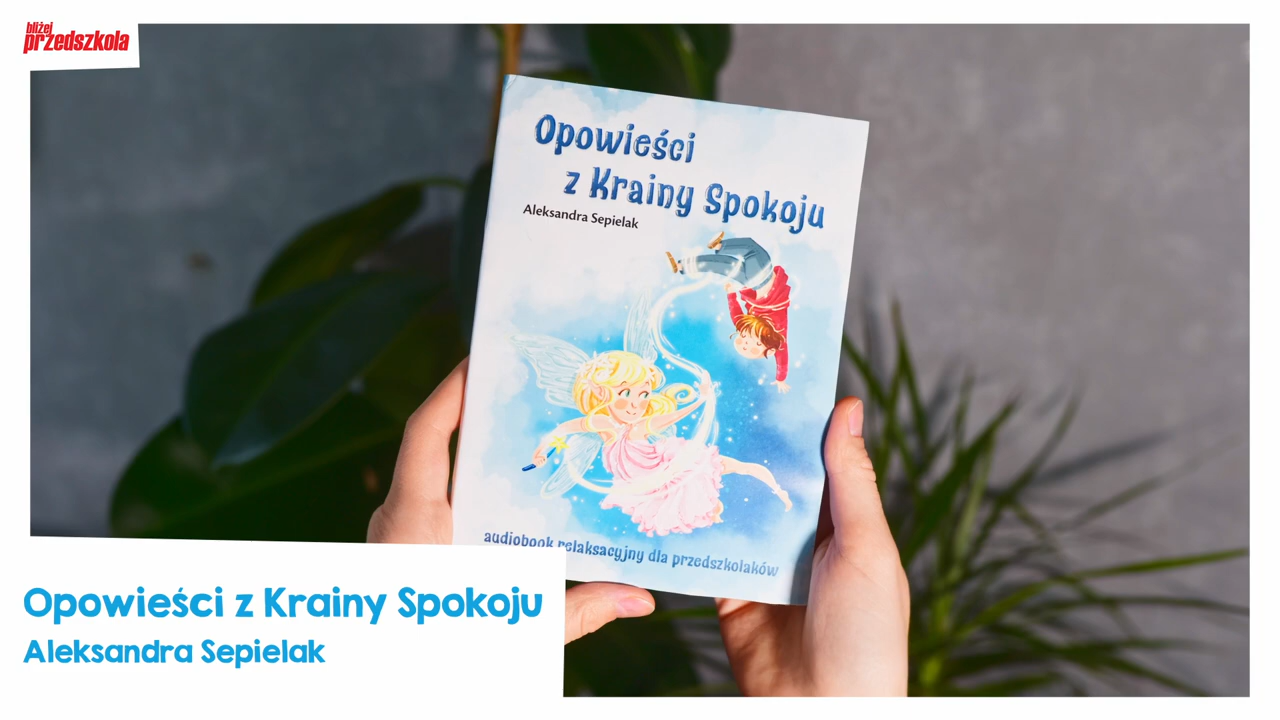 bliżej
przedszkola
Opowieści
z Krainy Spokoju
Aleksandra Sepielak
audiobook relaksacyjny dla przedszkolaków
Opowieści z Krainy Spokoju
Aleksandra Sepielak